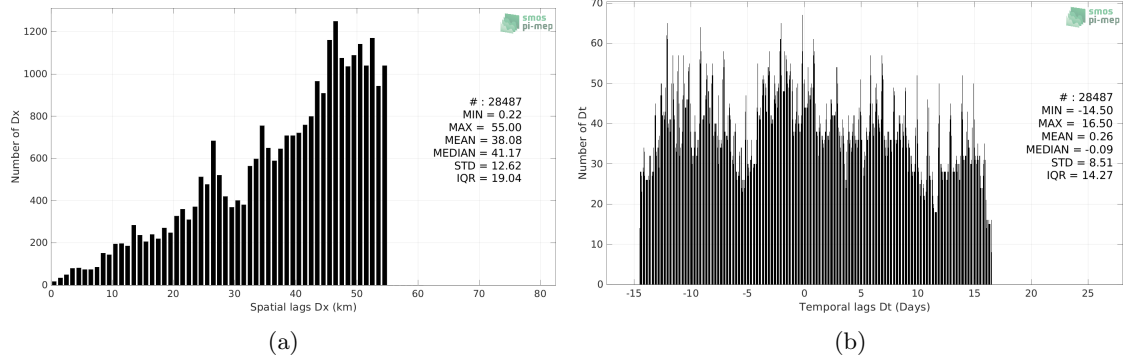 smos
pi-mep
1200
1000
800
600
400
200
0
Number of Dx
# : 28487
MIN = 0.22
MAX = 55.00
MEAN = 38.08
MEDIAN = 41.17
STD = 12.62
IQR = 19.04
0 10 20 30 40 50 60 70 80
Spatial lags Dx (km)
(a)
smos
pi-mep
70
60
50
40
30
20
10
0
Number of Dt
# : 28487
MIN = -14.50
MAX = 16.50
MEAN = 0.26
MEDIAN = -0.09
STD = 8.51
IQR = 14.27
-15 -10 -5 0 5 10 15 20 25
Temporal lags Dt (Days)
(b)